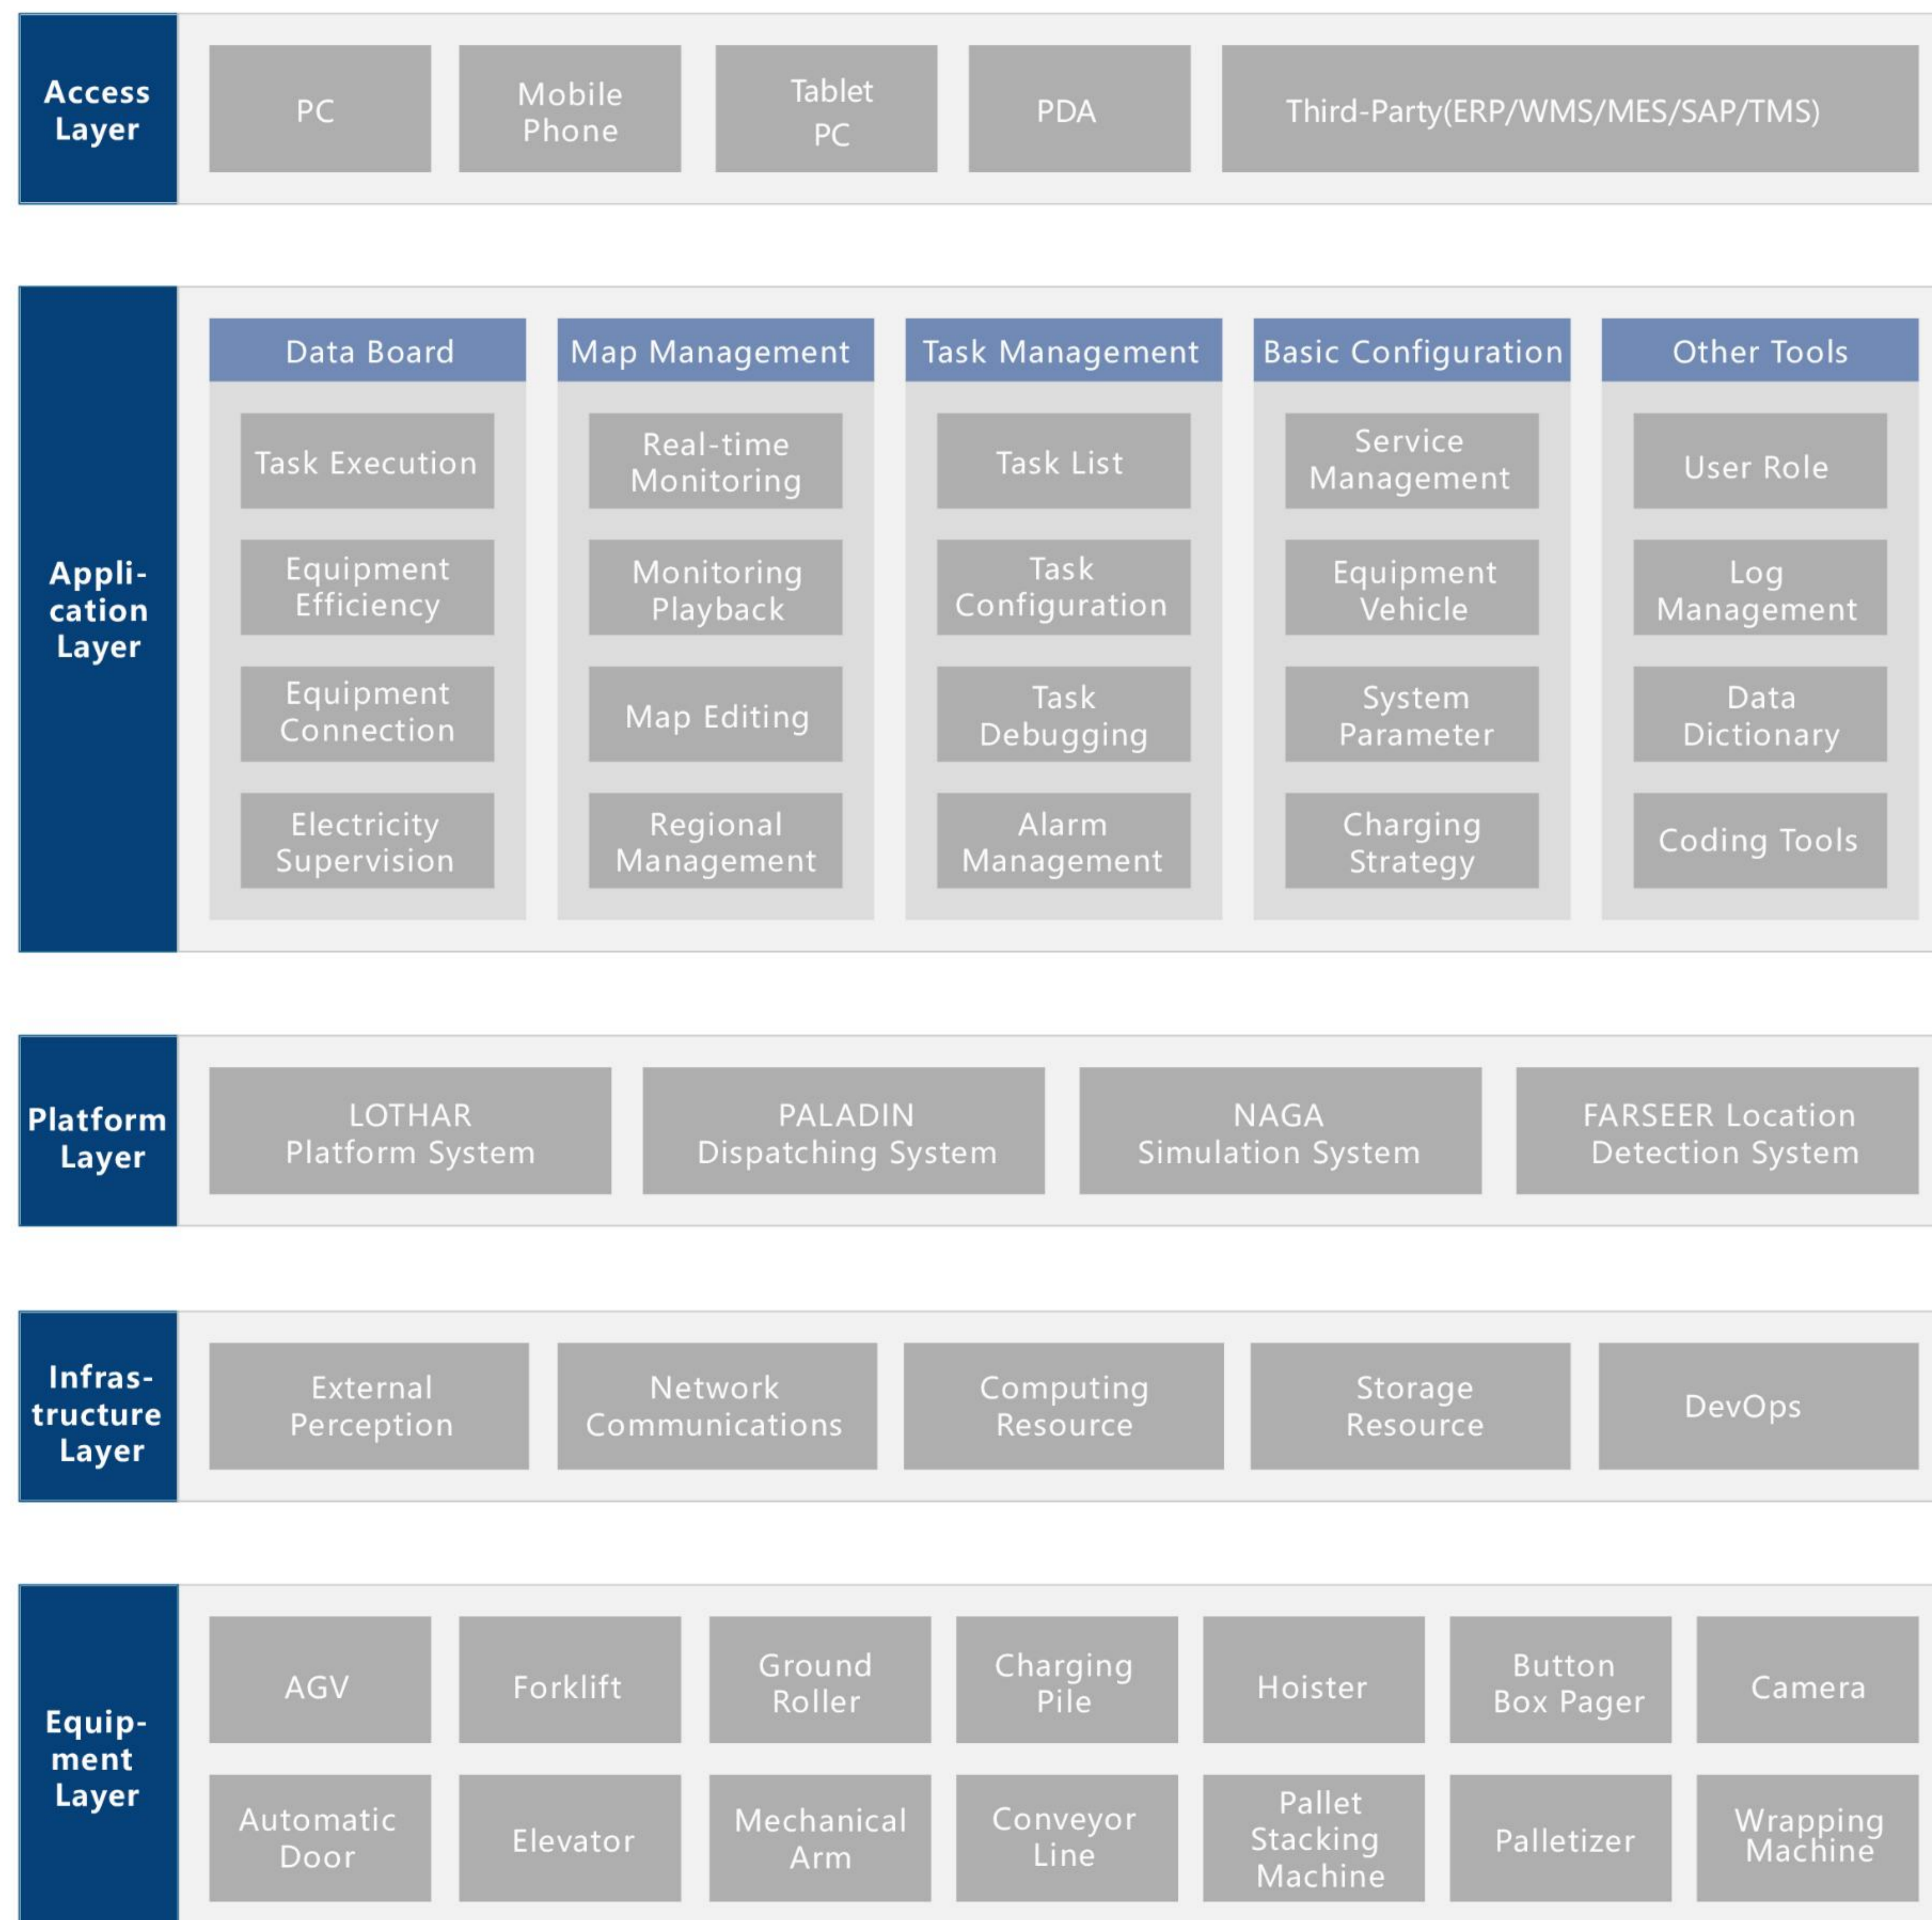 Access
Layer
PC
Mobile
Phone
Tablet
PC
PDA
Third-Party(ERP/WMS/MES/SAP/TMS)
Appli-
cation
Layer
Data Board
Task Execution
Equipment
Efficiency
Equipment
Connection
Electricity
Supervision
Map Management
Real-time
Monitoring
Monitoring
Playback
Map Editing
Regional
Management
Task Management
Task List
Task
Configuration
Task
Debugging
Alarm
Management
Basic Configuration
Service
Management
Equipment
Vehicle
System
Parameter
Charging
Strategy
Other Tools
User Role
Log
Management
Data
Dictionary
Coding Tools
Platform
Layer
LOTHAR
Platform System
PALADIN
Dispatching System
NAGA
Simulation System
FARSEER Location
Detection System
Infras-
tructure
Layer
External
Perception
Network
Communications
Computing
Resource
Storage
Resource
DevOps
Equip-
ment
Layer
AGV
Forklift
Ground
Roller
Charging
Pile
Hoister
Button
Box Pager
Camera
Automatic
Door
Elevator
Mechanical
Arm
Conveyor
Line
Pallet
Stacking
Machine
Palletizer
Wrapping
Machine